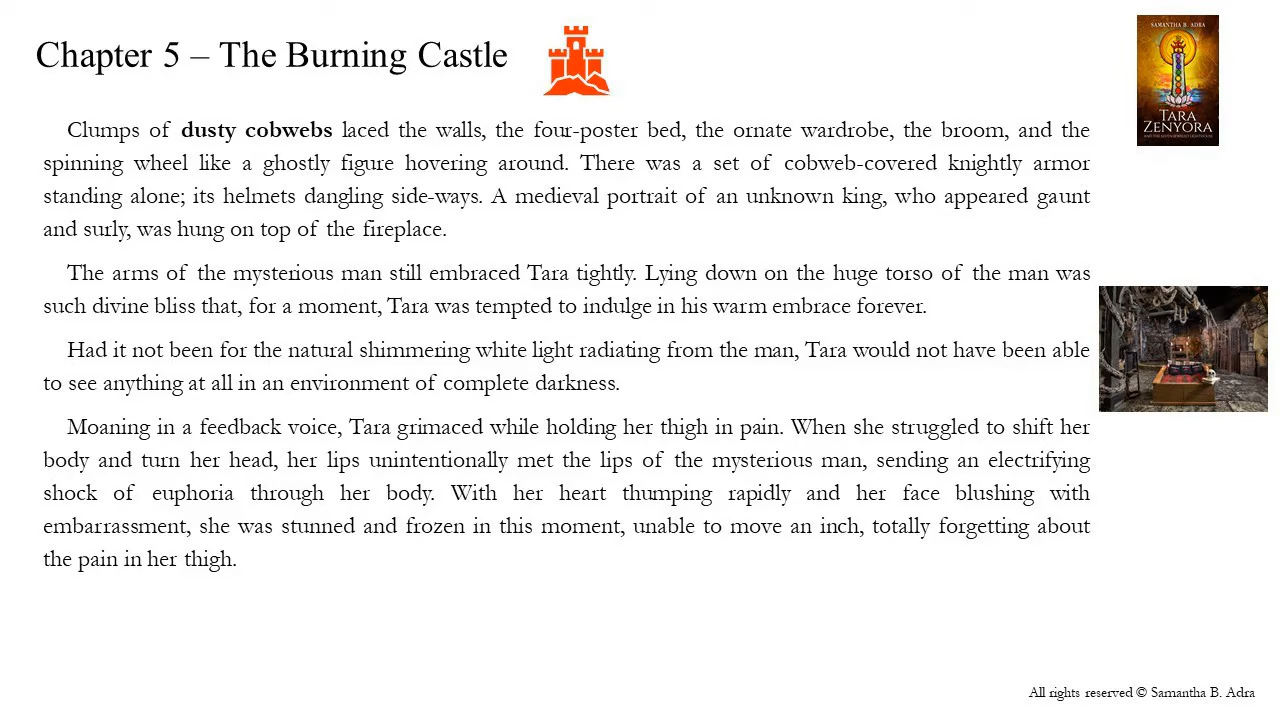 Chapter 5 – The Burning Castle
SAMANTHA B. ADRA
TARA
ZENYORA
Clumps of dusty cobwebs laced the walls, the four-poster bed, the ornate wardrobe, the broom, and the
spinning wheel like a ghostly figure hovering around. There was a set of cobweb-covered knightly armor
standing alone; its helmets dangling side-ways. A medieval portrait of an unknown king, who appeared gaunt
and surly, was hung on top of the fireplace.
The arms of the mysterious man still embraced Tara tightly. Lying down on the huge torso of the man was
such divine bliss that, for a moment, Tara was tempted to indulge in his warm embrace forever.
Had it not been for the natural shimmering white light radiating from the man, Tara would not have been able
to see anything at all in an environment of complete darkness.
Moaning in a feedback voice, Tara grimaced while holding her thigh in pain. When she struggled to shift her
body and turn her head, her lips unintentionally met the lips of the mysterious man, sending an electrifying
shock of euphoria through her body. With her heart thumping rapidly and her face blushing with
embarrassment, she was stunned and frozen in this moment, unable to move an inch, totally forgetting about
the pain in her thigh.
All rights reserved © Samantha B. Adra